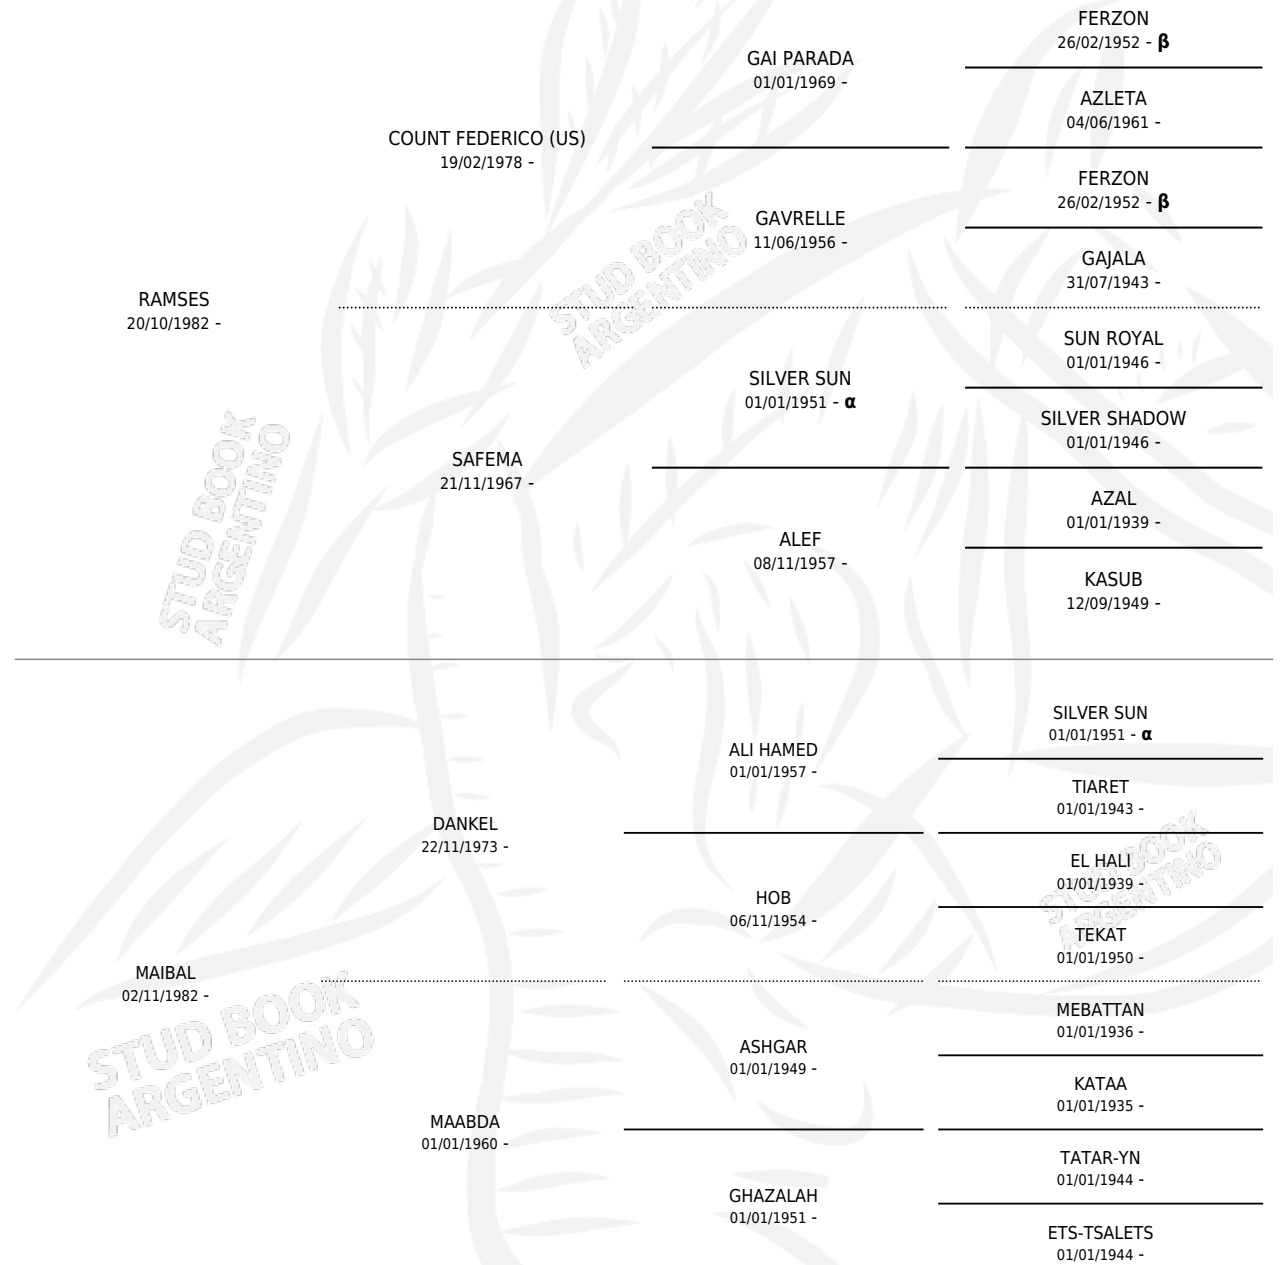 FERZON
26/02/1952 - β
GAI PARADA
01/01/1969 -
AZLETA
04/06/1961 -
COUNT FEDERICO (US)
19/02/1978 -
FERZON
26/02/1952 - β
GAVRELLE
11/06/1956 -
GAJALA
31/07/1943 -
RAMSES
20/10/1982 -
SUN ROYAL
01/01/1946 -
SILVER SUN
01/01/1951 - α
SILVER SHADOW
01/01/1946 -
SAFEMA
21/11/1967 -
AZAL
01/01/1939 -
ALEF
08/11/1957 -
KASUB
12/09/1949 -
STUD BOOK
ARGENTINO
STUD BOOK
ARGENTINO
SILVER SUN
01/01/1951 - α
ALI HAMED
01/01/1957 -
TIARET
01/01/1943 -
DANKEL
22/11/1973 -
EL HALI
01/01/1939 -
HOB
06/11/1954 -
TEKAT
01/01/1950 -
MAIBAL
02/11/1982 -
MEBATTAN
01/01/1936 -
ASHGAR
01/01/1949 -
KATAA
01/01/1935 -
MAABDA
01/01/1960 -
TATAR-YN
01/01/1944 -
GHAZALAH
01/01/1951 -
ETS-TSALETS
01/01/1944 -
STUD BOOK
ARGENTINO
STUD BOOK
ARGENTINO